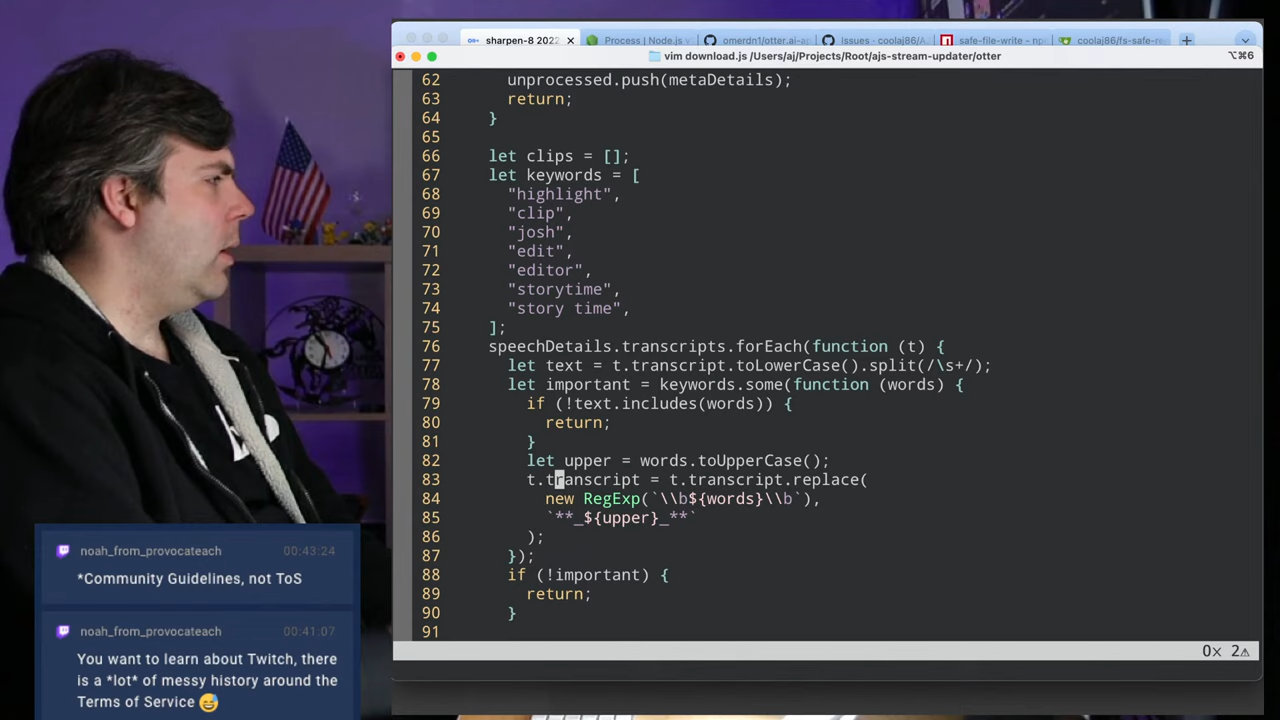 sharpen-8 2022
Process | Node.js
omerdn1/otter.ai-a
Issues · coolaj86/
safe-file-write - np
coolaj86/fs-safe-re
vim download.js /Users/aj/Projects/Root/ajs-stream-updater/otter
⌥⌘6
62 unprocessed.push(metaDetails);
63 return;
64 }
65
66 let clips = [];
67 let keywords = [
68 "highlight",
69 "clip",
70 "josh",
71 "edit",
72 "editor",
73 "storytime",
74 "story time",
75 ];
76 speechDetails.transcripts.forEach(function (t) {
77 let text = t.transcript.toLowerCase().split(/\s+/);
78 let important = keywords.some(function (words) {
79 if (!text.includes(words)) {
80 return;
81 }
82 let upper = words.toUpperCase();
83 t.transcript = t.transcript.replace(
84 new RegExp(`\\b${words}\\b`),
85 `**_${upper}_**`
86 );
87 });
88 if (!important) {
89 return;
90 }
91
0× 2⚠
noah_from_provocateach 00:43:24
*Community Guidelines, not ToS
noah_from_provocateach 00:41:07
You want to learn about Twitch, there
is a *lot* of messy history around the
Terms of Service 😅